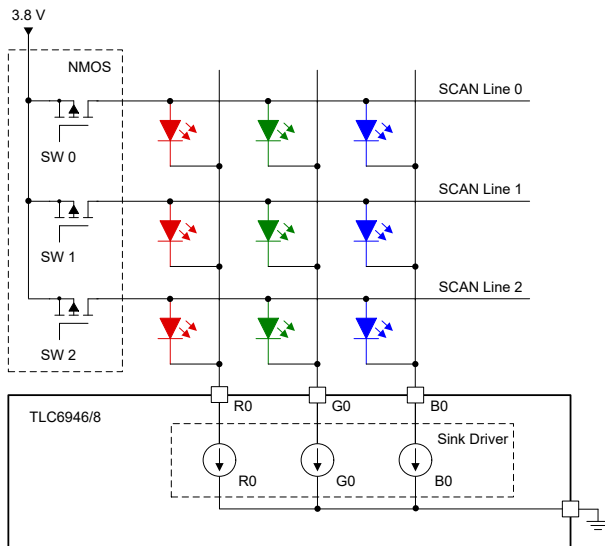 3.8 V
NMOS
SCAN Line 0
SW 0
SCAN Line 1
SW 1
SCAN Line 2
SW 2
R0
G0
B0
TLC6946/8
Sink Driver
R0
G0
B0